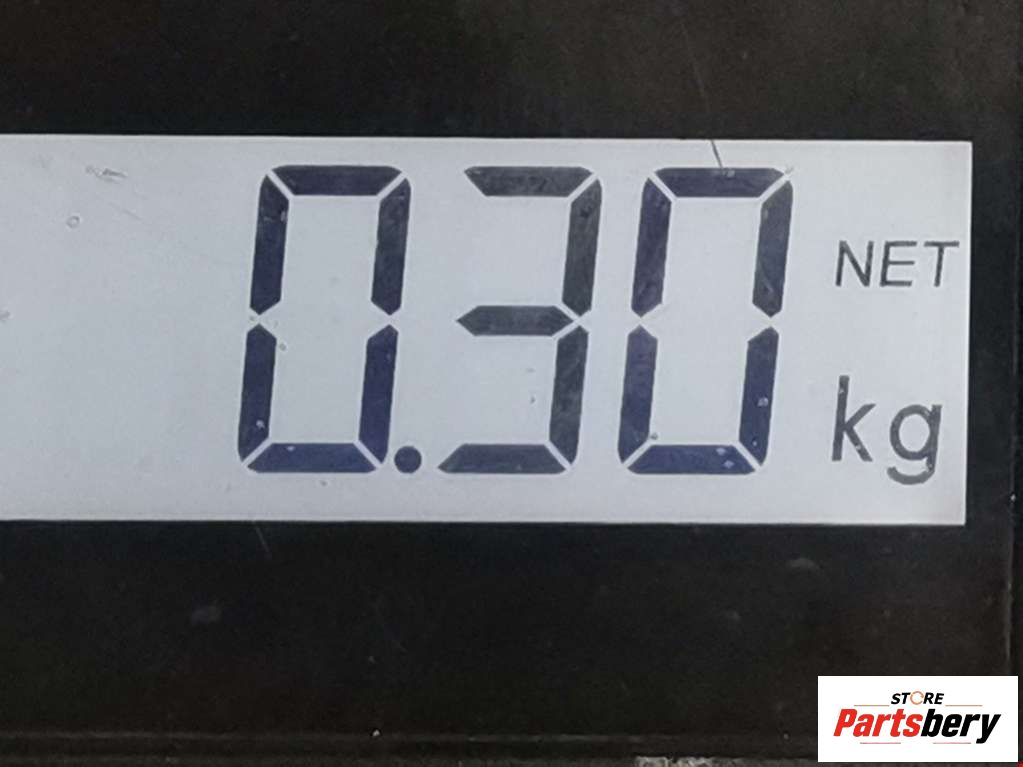 0.30 NET
kg
STORE
Partsbery